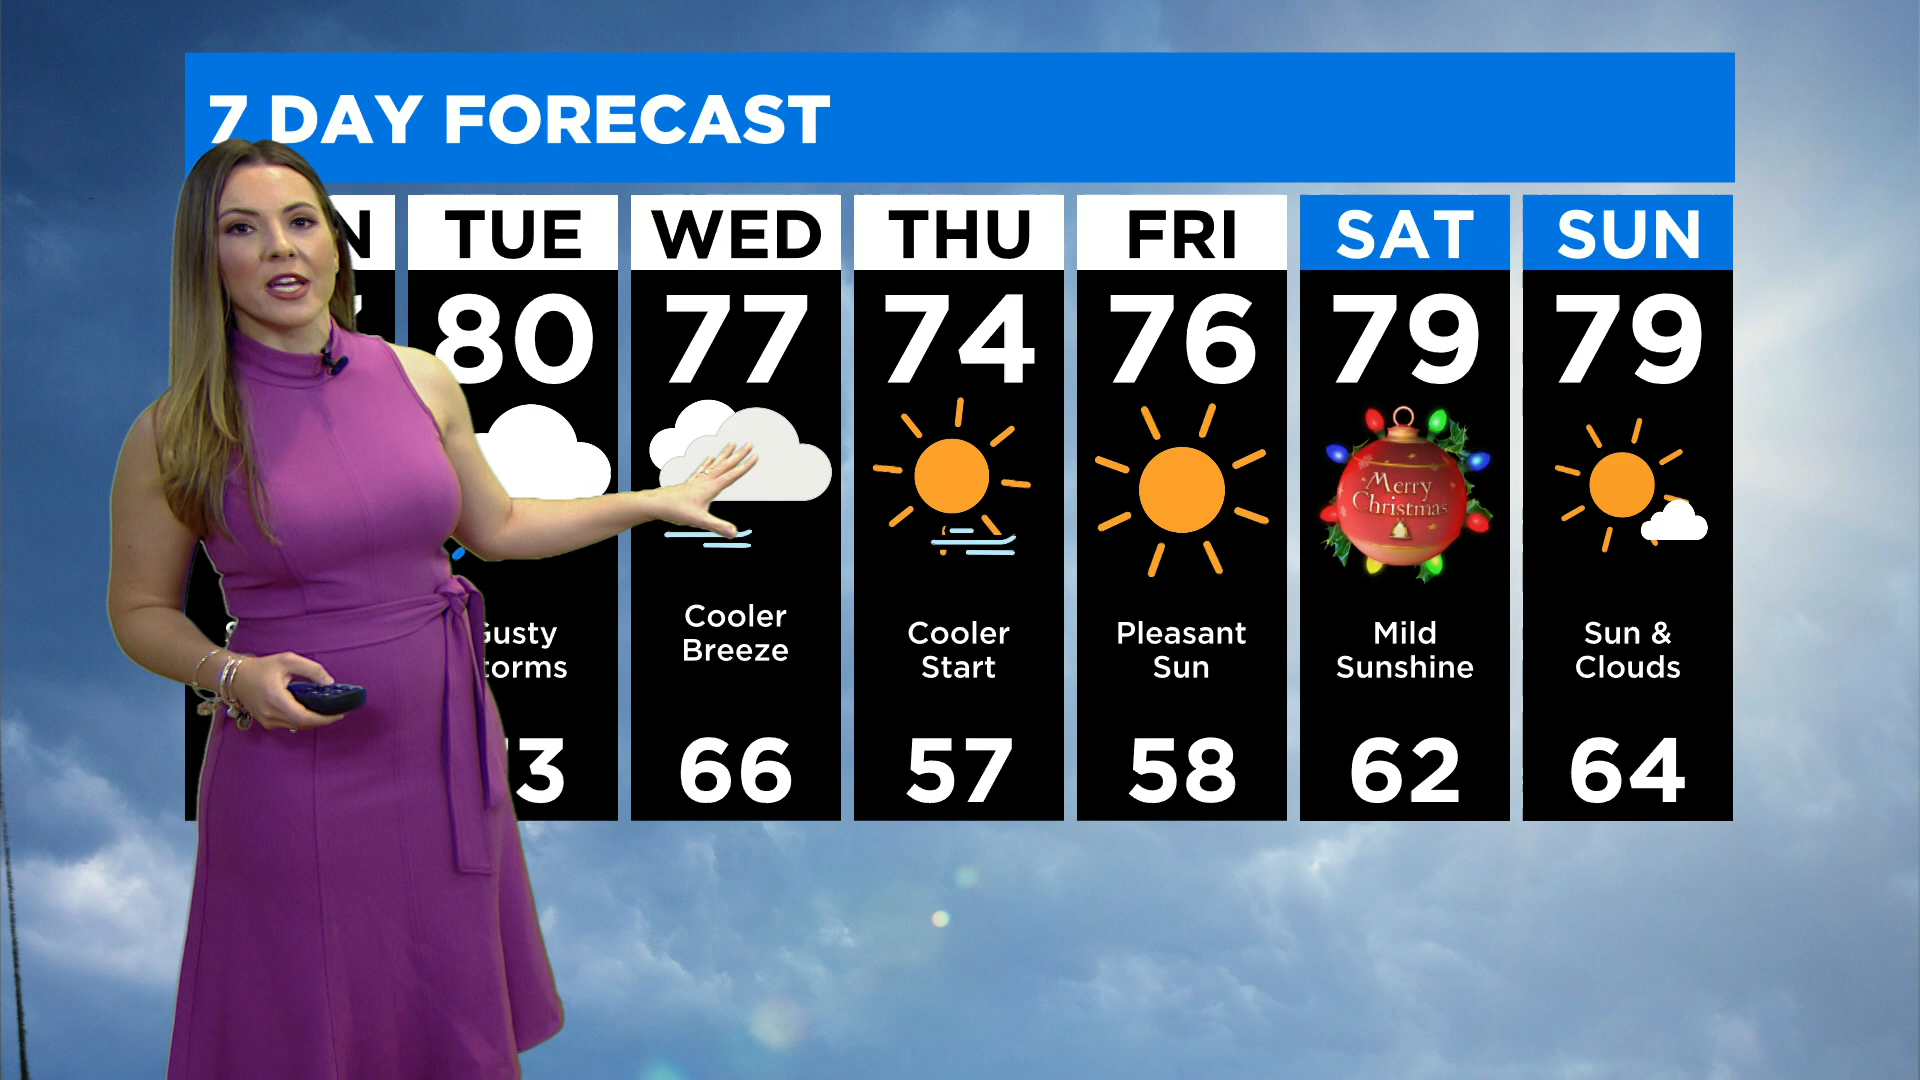 7 DAY FORECAST
TUE
WED
THU
FRI
SAT
SUN
80
77
74
76
79
79
Merry
Christmas
Gusty
Cooler
Breeze
Cooler
Start
Pleasant
Sun
Mild
Sunshine
Sun &
Clouds
66
57
58
62
64